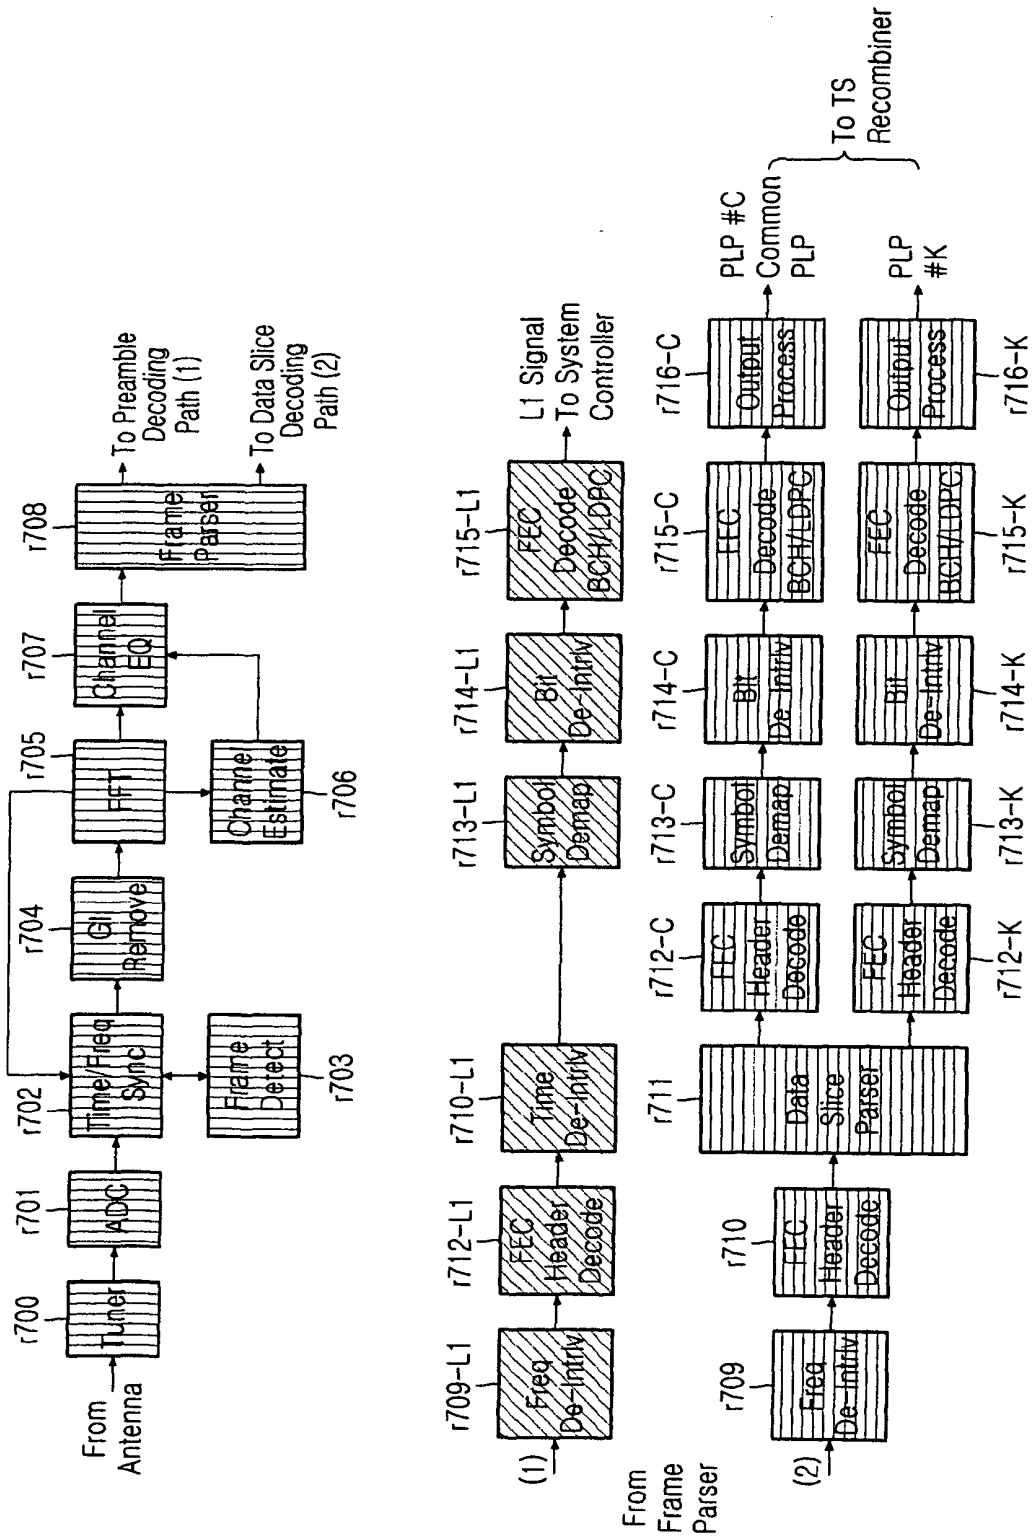 r700
r701
r702
r704
r705
r707
r708
From
Antenna
Tuner
ADC
Time/Freq
Sync
GI
Remove
FFT
Channel
EQ
Frame
Parser
To Preamble
Decoding
Path (1)
To Data Slice
Decoding
Path (2)
Frame
Detect
r703
Channel
Estimate
r706
From
Frame
Parser
(1)
r709-L1
Freq
De-Intrlv
r712-L1
FEC
Header
Decode
r710-L1
Time
De-Intrlv
r713-L1
Symbol
Demap
r714-L1
Bit
De-Intrlv
r715-L1
FEC
Decode
BCH/LDPC
L1 Signal
To System
Controller
(2)
r709
Freq
De-Intrlv
r710
FEC
Header
Decode
r711
Data
Slice
Parser
r712-C
FEC
Header
Decode
r713-C
Symbol
Demap
r714-C
Bit
De-Intrlv
r715-C
FEC
Decode
BCH/LDPC
r716-C
Output
Process
PLP #C
Common
PLP
FEC
Header
Decode
r712-K
Symbol
Demap
r713-K
Bit
De-Intrlv
r714-K
FEC
Decode
BCH/LDPC
r715-K
Output
Process
r716-K
PLP
#K
To TS
Recombiner